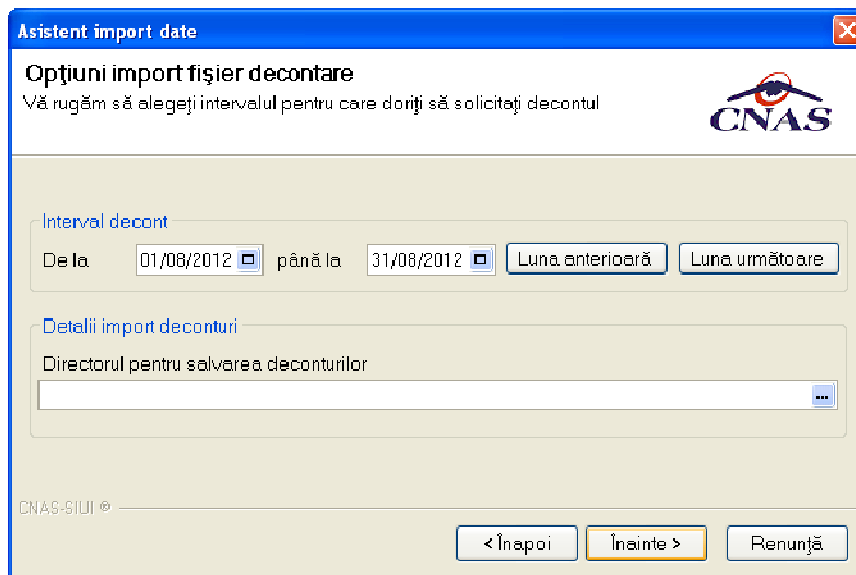 Asistent import date
Opţiuni import fişier decontare
Vă rugăm să alegeţi intervalul pentru care doriţi să solicitaţi decontul
CNAS
Interval decont
De la 01/08/2012 până la 31/08/2012 Luna anterioară Luna următoare
Detalii import deconturi
Directorul pentru salvarea deconturilor
...
CNAS-SIUI ®
< Înapoi Înainte > Renunţă